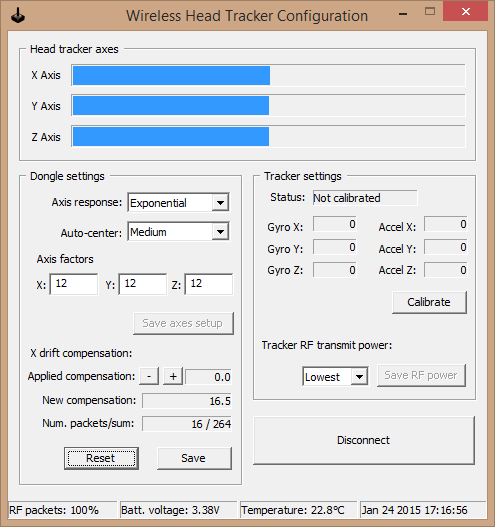 Wireless Head Tracker Configuration
Head tracker axes
X Axis
Y Axis
Z Axis
Dongle settings
Axis response: Exponential
Auto-center: Medium
Axis factors
X: 12 Y: 12 Z: 12
Save axes setup
X drift compensation:
Applied compensation: - + 0.0
New compensation: 16.5
Num. packets/sum: 16 / 264
Reset Save
Tracker settings
Status: Not calibrated
Gyro X: 0 Accel X: 0
Gyro Y: 0 Accel Y: 0
Gyro Z: 0 Accel Z: 0
Calibrate
Tracker RF transmit power:
Lowest Save RF power
Disconnect
RF packets: 100% Batt. voltage: 3.38V Temperature: 22.8°C Jan 24 2015 17:16:56